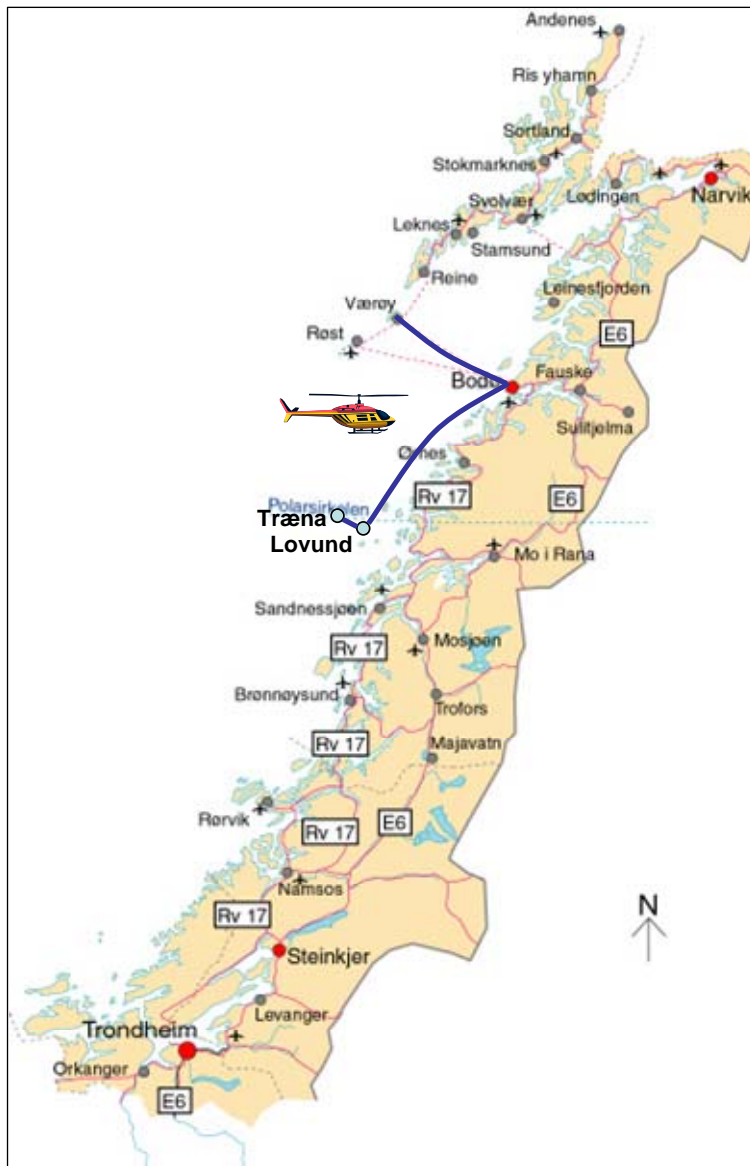 Andenes
Ris yhamn
Sortland
Stokmarknes
Narvik
Lødingen
Svolvær
Leknes
Stamsund
Reine
Leinesfjorden
Værøy
Røst
E6
Fauske
Bodø
Sulitjelma
Ørnes
Rv 17
E6
Polarsirkelen
Træna
Lovund
Mo i Rana
Sandnessjøen
Mosjøen
Rv 17
Brønnøysund
Trofors
Rv 17
Majavatn
Rørvik
Rv 17
E6
Namsos
Rv 17
N
Steinkjer
Levanger
Trondheim
Orkanger
E6